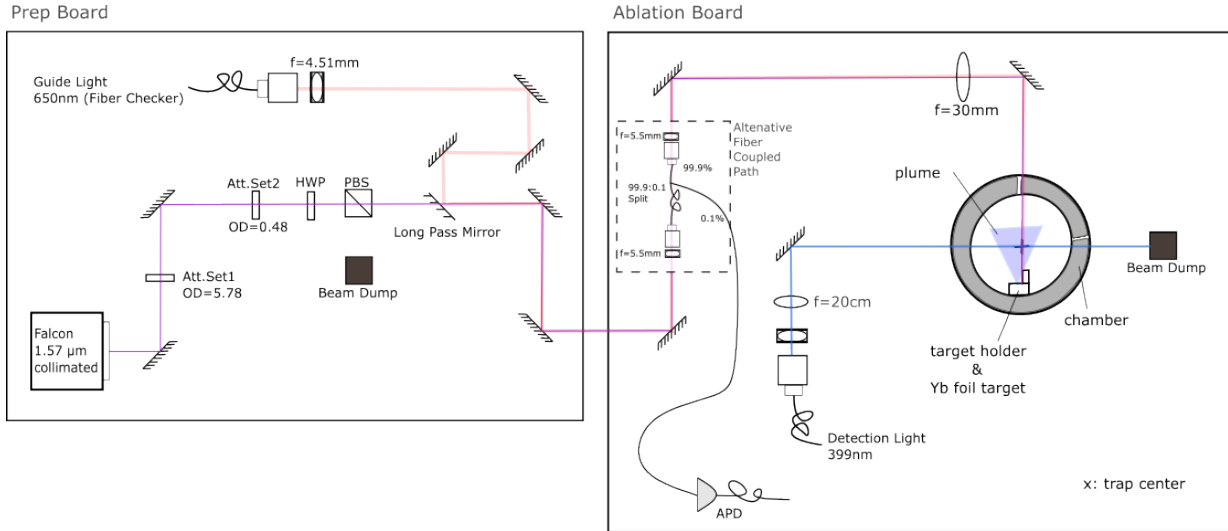 Prep Board
Guide Light
650nm (Fiber Checker)
f=4.51mm
Att.Set2
OD=0.48
HWP
PBS
Long Pass Mirror
Att.Set1
OD=5.78
Beam Dump
Falcon
1.57 µm
collimated
Ablation Board
f=5.5mm
99.9%
99.9:0.1
Split
0.1%
f=5.5mm
Altenative
Fiber
Coupled
Path
f=30mm
plume
Beam Dump
chamber
target holder
&
Yb foil target
f=20cm
Detection Light
399nm
APD
x: trap center